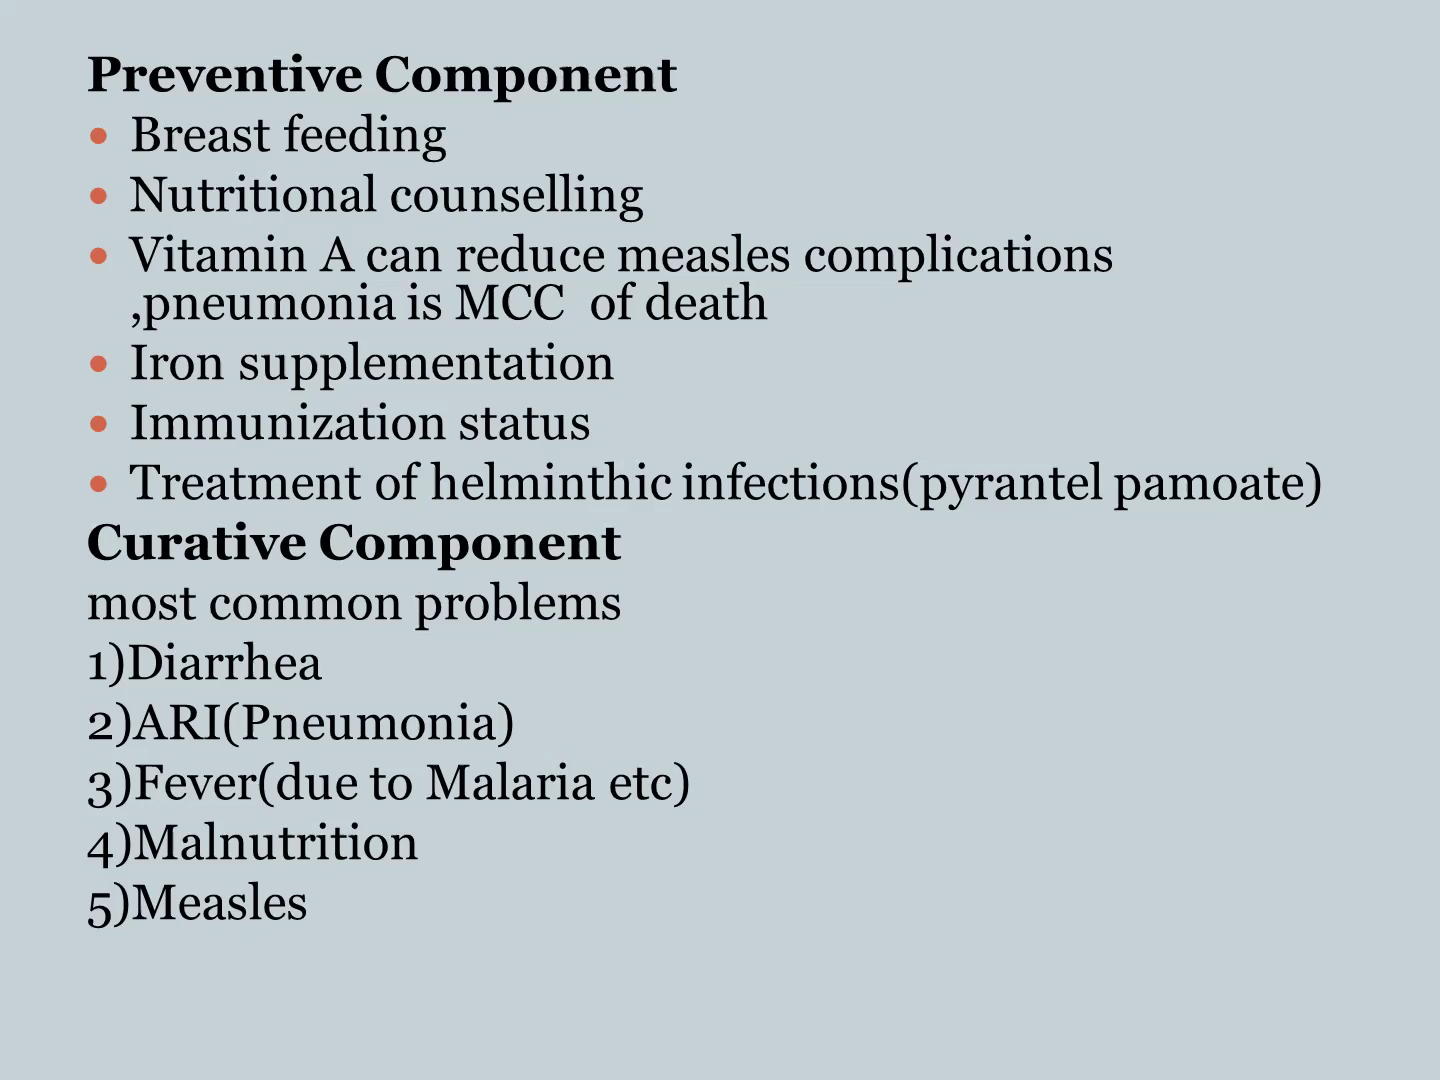 Preventive Component
• Breast feeding
• Nutritional counselling
• Vitamin A can reduce measles complications
,pneumonia is MCC  of death
• Iron supplementation
• Immunization status
• Treatment of helminthic infections(pyrantel pamoate)
Curative Component
most common problems
1)Diarrhea
2)ARI(Pneumonia)
3)Fever(due to Malaria etc)
4)Malnutrition
5)Measles